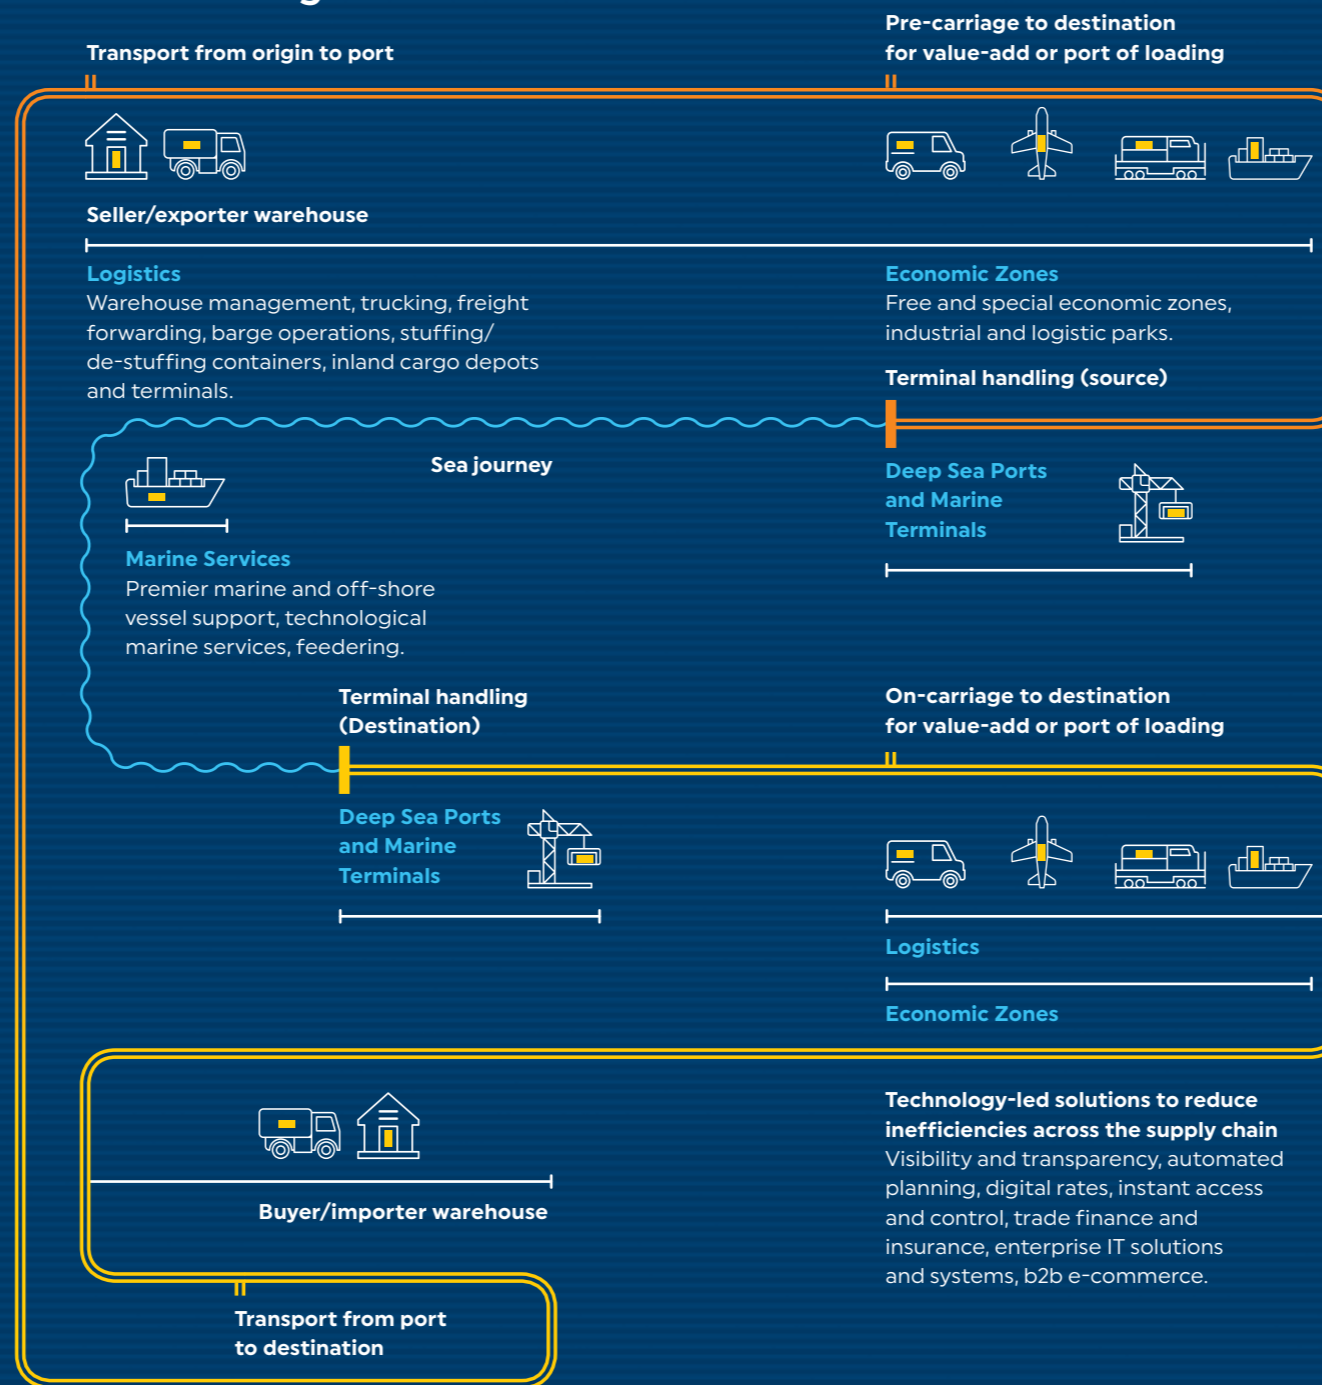 Transport from origin to port
Pre-carriage to destination
for value-add or port of loading
Seller/exporter warehouse
Logistics
Warehouse management, trucking, freight
forwarding, barge operations, stuffing/
de-stuffing containers, inland cargo depots
and terminals.
Economic Zones
Free and special economic zones,
industrial and logistic parks.
Terminal handling (source)
Sea journey
Deep Sea Ports
and Marine
Terminals
Marine Services
Premier marine and off-shore
vessel support, technological
marine services, feedering.
Terminal handling
(Destination)
On-carriage to destination
for value-add or port of loading
Deep Sea Ports
and Marine
Terminals
Logistics
Economic Zones
Buyer/importer warehouse
Transport from port
to destination
Technology-led solutions to reduce
inefficiencies across the supply chain
Visibility and transparency, automated
planning, digital rates, instant access
and control, trade finance and
insurance, enterprise IT solutions
and systems, b2b e-commerce.